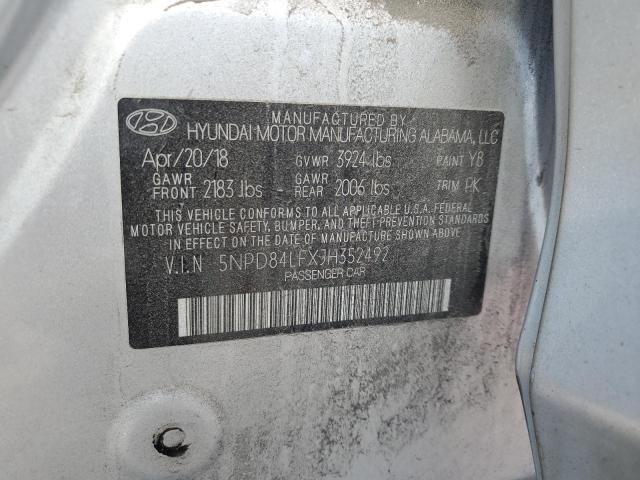 MANUFACTURED BY
HYUNDAI MOTOR MANUFACTURING ALABAMA, LLC
Apr/20/18 GVWR 3924 lbs PAINT Y8
GAWR FRONT 2183 lbs - GAWR REAR 2006 lbs TRIM PK
THIS VEHICLE CONFORMS TO ALL APPLICABLE U.S.A. FEDERAL
MOTOR VEHICLE SAFETY, BUMPER, AND THEFT PREVENTION STANDARDS
IN EFFECT ON THE DATE OF MANUFACTURE SHOWN ABOVE.
V.I.N 5NPD84LFXJH352492
PASSENGER CAR